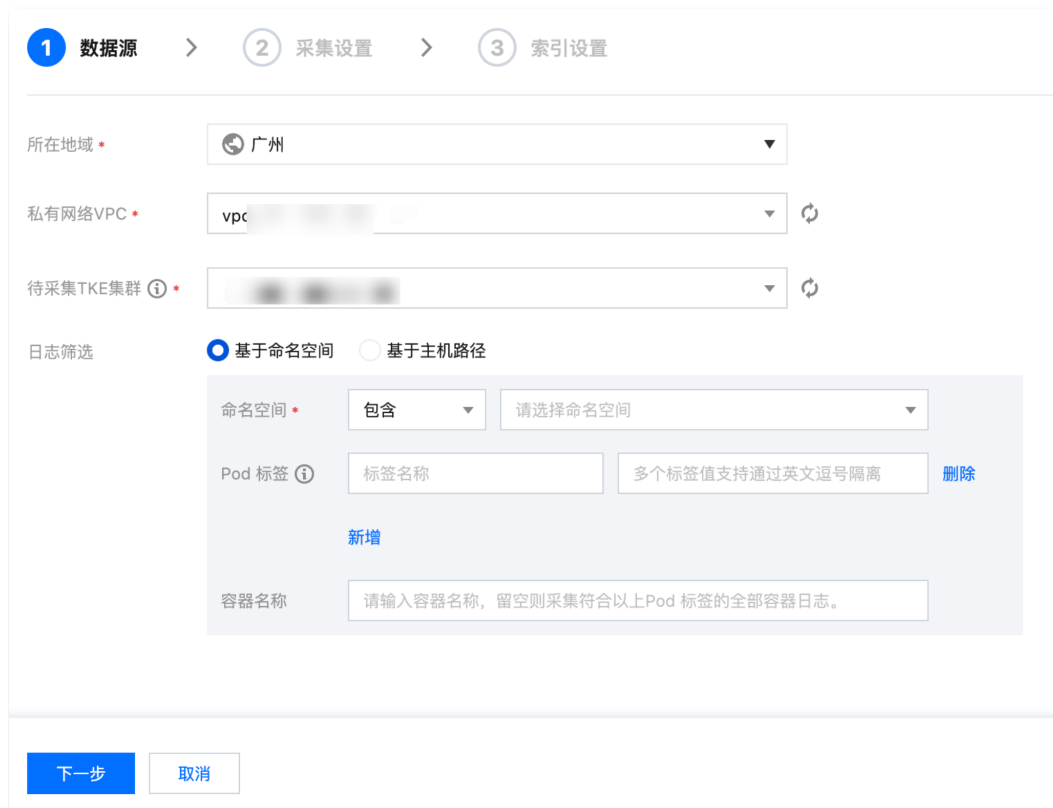 1 数据源 > 2 采集设置 > 3 索引设置
所在地域 * 广州
私有网络VPC * vpc
待采集TKE集群 *
日志筛选 基于命名空间 基于主机路径
命名空间 * 包含 请选择命名空间
Pod 标签 标签名称 多个标签值支持通过英文逗号隔离 删除
新增
容器名称 请输入容器名称，留空则采集符合以上Pod 标签的全部容器日志。
下一步 取消